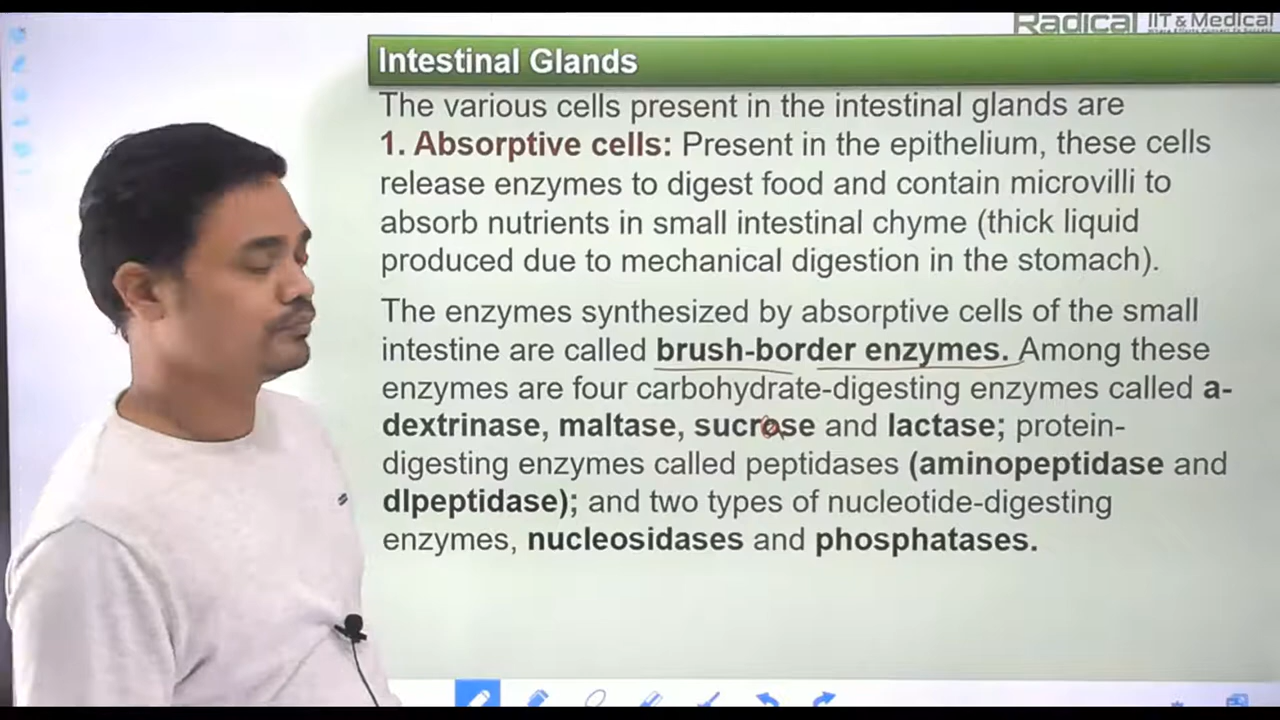 Radical IIT & Medical
Intestinal Glands
The various cells present in the intestinal glands are
1. Absorptive cells: Present in the epithelium, these cells
release enzymes to digest food and contain microvilli to
absorb nutrients in small intestinal chyme (thick liquid
produced due to mechanical digestion in the stomach).
The enzymes synthesized by absorptive cells of the small
intestine are called brush-border enzymes. Among these
enzymes are four carbohydrate-digesting enzymes called a-
dextrinase, maltase, sucrase and lactase; protein-
digesting enzymes called peptidases (aminopeptidase and
dlpeptidase); and two types of nucleotide-digesting
enzymes, nucleosidases and phosphatases.